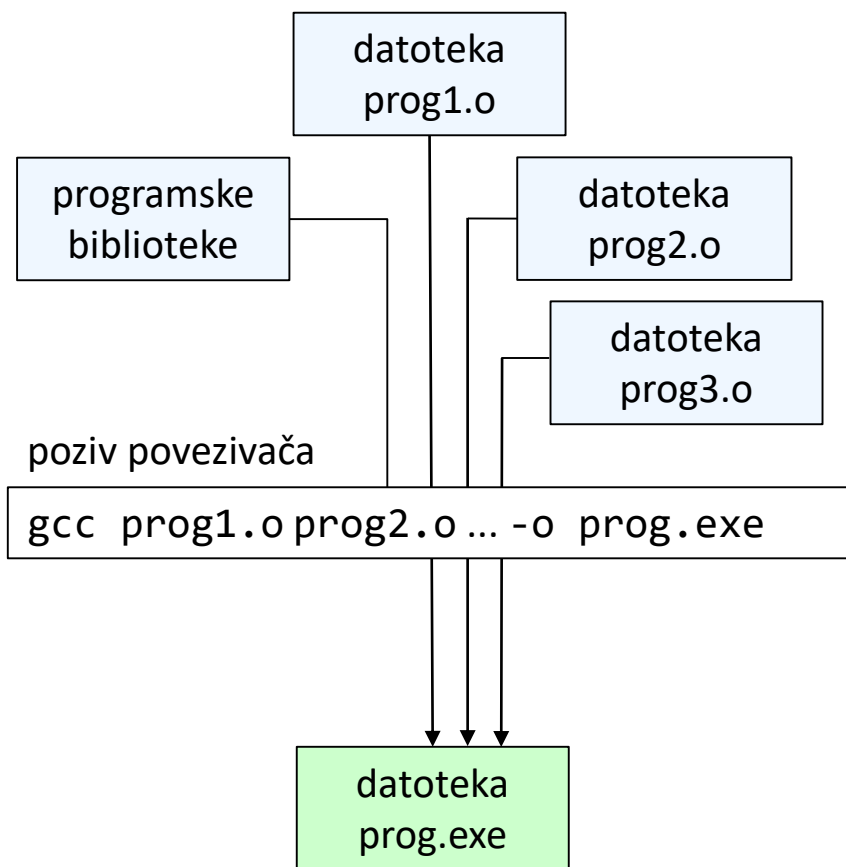 datoteka
prog1.o
programske
biblioteke
datoteka
prog2.o
datoteka
prog3.o
poziv povezivača
gcc prog1.o prog2.o ... -o prog.exe
datoteka
prog.exe